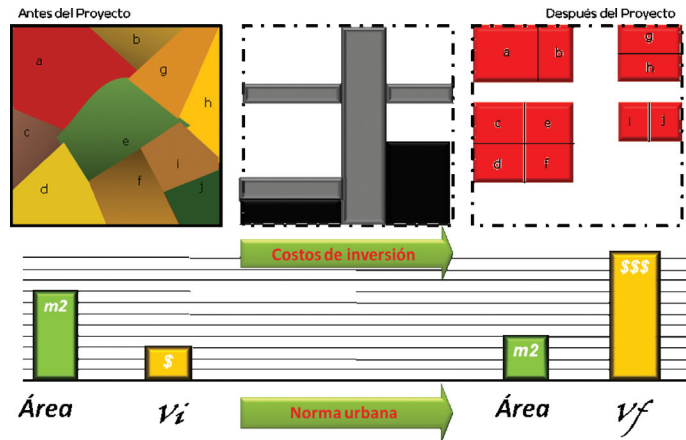 Antes del Proyecto
Después del Proyecto
a
b
g
h
c
e
i
d
f
j
a
b
g
h
c
e
i
j
d
f
Costos de inversión
$$$
m2
$
m2
Área
vi
Norma urbana
Área
vf